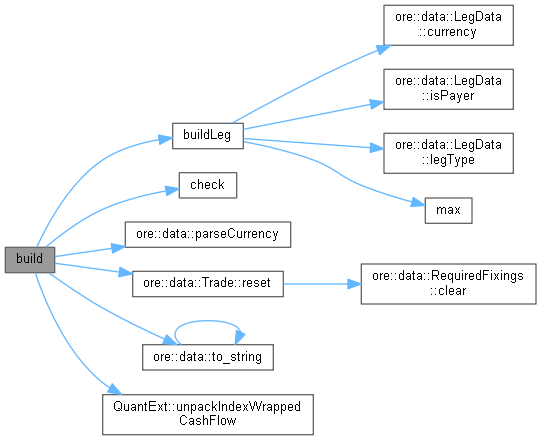 build
buildLeg
check
ore::data::parseCurrency
ore::data::Trade::reset
ore::data::to_string
QuantExt::unpackIndexWrapped
CashFlow
ore::data::LegData
::currency
ore::data::LegData
::isPayer
ore::data::LegData
::legType
max
ore::data::RequiredFixings
::clear